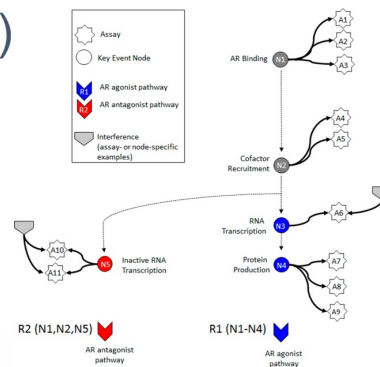 )
Assay
Key Event Node
R1
AR agonist
pathway
R2
AR antagonist
pathway
Interference
(assay- or node-specific
examples)
AR Binding
N1
A1
A2
A3
A4
A5
Cofactor
Recruitment
N2
RNA
Transcription
N3
A6
Protein
Production
N4
A7
A8
A9
A10
A11
N5
Inactive RNA
Transcription
R2 (N1,N2,N5)
AR antagonist
pathway
R1 (N1-N4)
AR agonist
pathway